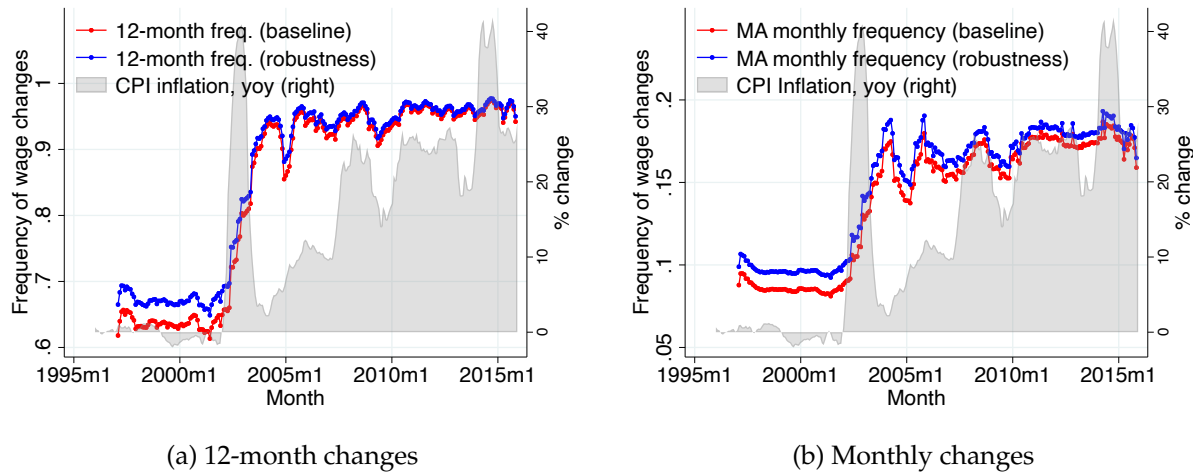 12-month freq. (baseline)
12-month freq. (robustness)
CPI inflation, yoy (right)
Frequency of wage changes
.6 .7 .8 .9 1
0 10 20 30 40
% change
1995m1 2000m1 2005m1 2010m1 2015m1
Month
(a) 12-month changes
MA monthly frequency (baseline)
MA monthly frequency (robustness)
CPI Inflation, yoy (right)
Frequency of wage changes
.05 .1 .15 .2
0 10 20 30 40
% change
1995m1 2000m1 2005m1 2010m1 2015m1
Month
(b) Monthly changes